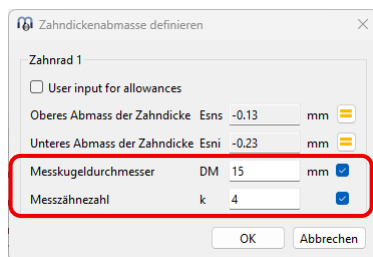 Zahndickenabmasse definieren
Zahnrad 1
User input for allowances
Oberes Abmass der Zahndicke Esns -0.13 mm
Unteres Abmass der Zahndicke Esni -0.23 mm
Messkugeldurchmesser DM 15 mm
Messzähnezahl k 4
OK Abbrechen